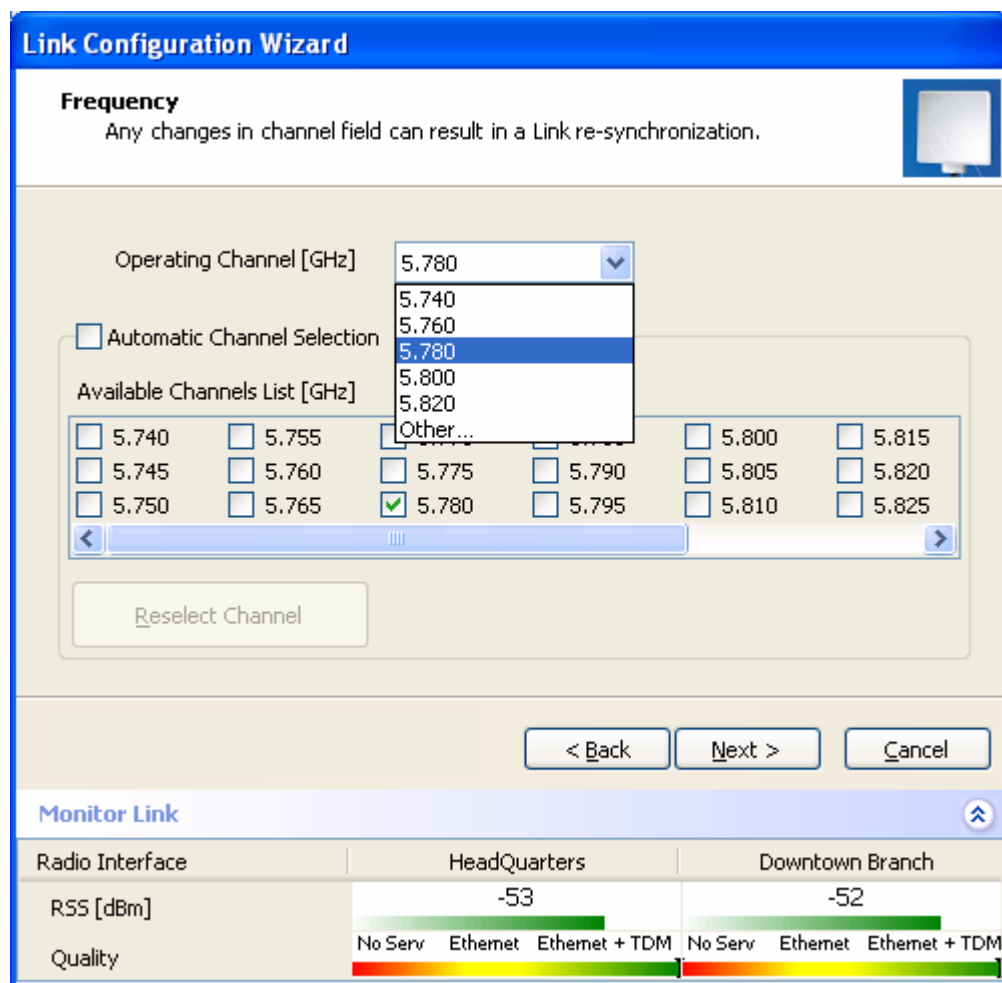 Link Configuration Wizard
Frequency
Any changes in channel field can result in a Link re-synchronization.
Operating Channel [GHz]
5.780
5.740
5.760
5.780
5.800
5.820
Other...
Automatic Channel Selection
Available Channels List [GHz]
5.740 5.755 5.800 5.815
5.745 5.760 5.775 5.790 5.805 5.820
5.750 5.765 5.780 5.795 5.810 5.825
Reselect Channel
< Back Next > Cancel
Monitor Link
Radio Interface HeadQuarters Downtown Branch
RSS [dBm] -53 -52
Quality No Serv Ethernet Ethernet + TDM No Serv Ethernet Ethernet + TDM